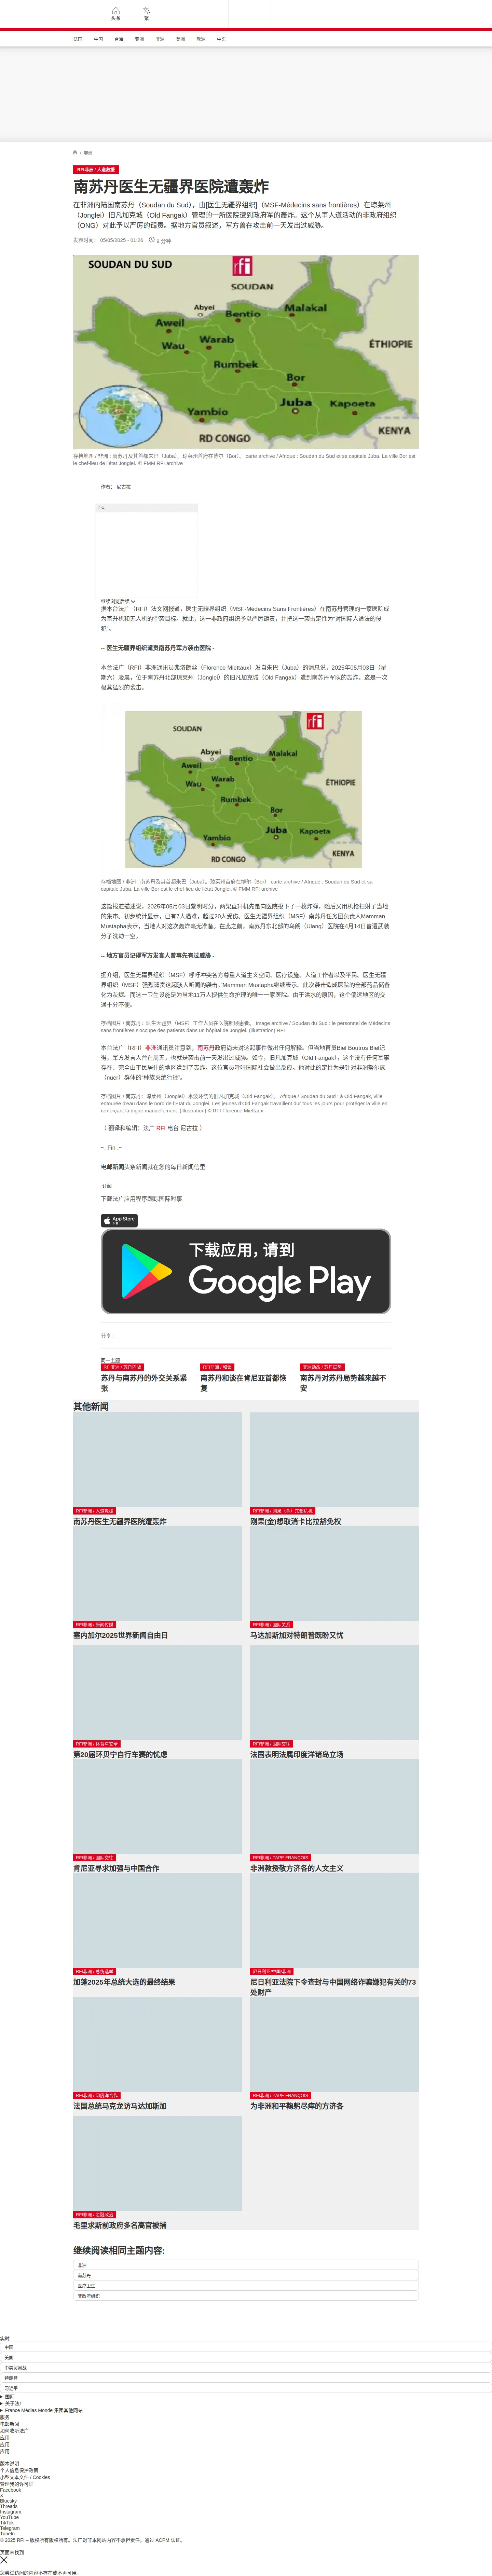 头条
繁
法国
中国
台海
亚洲
非洲
美洲
欧洲
中东
/ 非洲
RFI非洲 / 人道救援
南苏丹医生无疆界医院遭轰炸
在非洲内陆国南苏丹（Soudan du Sud），由[医生无疆界组织]（MSF-Médecins sans frontières）在琼莱州
（Jonglei）旧凡加克城（Old Fangak）管理的一所医院遭到政府军的轰炸。这个从事人道活动的非政府组织
（ONG）对此予以严厉的谴责。据地方官员叙述，军方曾在攻击前一天发出过威胁。
发表时间： 05/05/2025 - 01:26
9 分钟
SOUDAN DU SUD
rfi
SOUDAN
Abyei
Bentiu
Malakal
Aweil
Wau
Warab
ÉTHIOPIE
Rumbek
Bor
Juba
Kapoeta
Yambio
KENYA
RD CONGO
存档地图 / 非洲 : 南苏丹及其首都朱巴（Juba）。琼莱州首府在博尔（Bor）。 carte archive / Afrique : Soudan du Sud et sa capitale Juba. La ville Bor est
le chef-lieu de l'état Jonglei. © FMM RFI archive
作者： 尼古拉
广告
继续浏览后续
据本台法广（RFI）法文网报道，医生无疆界组织（MSF-Médecins Sans Frontières）在南苏丹管理的一家医院成
为直升机和无人机的空袭目标。就此，这一非政府组织予以严厉谴责，并把这一袭击定性为“对国际人道法的侵
犯”。
-- 医生无疆界组织谴责南苏丹军方袭击医院 -
本台法广（RFI）非洲通讯员弗洛朗丝（Florence Miettaux）发自朱巴（Juba）的消息说，2025年05月03日（星
期六）凌晨，位于南苏丹北部琼莱州（Jonglei）的旧凡加克城（Old Fangak）遭到南苏丹军队的轰炸。这是一次
极其猛烈的袭击。
rfi
SOUDAN
Abyei
Bentiu
Malakal
Aweil
Wau
Warab
ÉTHIOPIE
Rumbek
Bor
Juba
Kapoeta
Yambio
KENYA
RD CONGO
存档地图 / 非洲 : 南苏丹及其首都朱巴（Juba）。琼莱州首府在博尔（Bor） carte archive / Afrique : Soudan du Sud et sa
capitale Juba. La ville Bor est le chef-lieu de l'état Jonglei. © FMM RFI archive
这篇报道描述说，2025年05月03日黎明时分，两架直升机先是向医院投下了一枚炸弹，随后又用机枪扫射了当地
的集市。初步统计显示，已有7人遇难，超过20人受伤。医生无疆界组织（MSF）南苏丹任务团负责人Mamman
Mustapha表示，当地人对这次轰炸毫无准备。在此之前，南苏丹东北部的乌朗（Ulang）医院在4月14日曾遭武装
分子洗劫一空。
-- 地方官员记得军方发言人曾事先有过威胁 -
据介绍，医生无疆界组织（MSF）呼吁冲突各方尊重人道主义空间、医疗设施、人道工作者以及平民。医生无疆
界组织（MSF）强烈谴责这起骇人听闻的袭击。”Mamman Mustapha继续表示。此次袭击造成医院的全部药品储备
化为灰烬。而这一卫生设施是为当地11万人提供生命护理的唯一一家医院。由于洪水的原因，这个偏远地区的交
通十分不便。
存档图片 / 南苏丹：医生无疆界（MSF）工作人员在医院照顾患者。 Image archive / Soudan du Sud : le personnel de Médecins
sans frontières s'occupe des patients dans un hôpital de Jonglei. (illustration) RFI
本台法广（RFI）非洲通讯员注意到，南苏丹政府尚未对这起事件做出任何解释。但当地官员Biel Boutros Biel记
得，军方发言人曾在周五，也就是袭击前一天发出过威胁。如今，旧凡加克城（Old Fangak），这个没有任何军事
存在、完全由平民居住的地区遭到了轰炸。这位官员呼吁国际社会做出反应。他对此的定性为是针对非洲努尔族
（nuer）群体的“种族灭绝行径”。
存档图片 / 南苏丹：琼莱州（Jonglei）水波环绕的旧凡加克城（Old Fangak）。 Afrique / Soudan du Sud : à Old Fangak, ville
entourée d'eau dans le nord de l'État du Jonglei, Les jeunes d'Old Fangak travaillent dur tous les jours pour protéger la ville en
renforçant la digue manuellement. (illustration) © RFI Florence Miettaux
（ 翻译和编辑：法广 RFI 电台 尼古拉 ）
~. Fin .~
电邮新闻头条新闻就在您的每日新闻信里
订阅
下载法广应用程序跟踪国际时事
App Store
下载应用，请到
Google Play
分享 :
同一主题
RFI非洲 / 苏丹内战
苏丹与南苏丹的外交关系紧
张
RFI非洲 / 和谈
南苏丹和谈在肯尼亚首都恢
复
非洲动态 / 苏丹局势
南苏丹对苏丹局势越来越不
安
其他新闻
RFI非洲 / 人道救援
南苏丹医生无疆界医院遭轰炸
RFI非洲 / 刚果（金）东部危机
刚果(金)想取消卡比拉豁免权
RFI非洲 / 新闻传媒
塞内加尔2025世界新闻自由日
RFI非洲 / 国际关系
马达加斯加对特朗普既盼又忧
RFI非洲 / 体育与安全
第20届环贝宁自行车赛的忧虑
RFI非洲 / 国际交往
法国表明法属印度洋诸岛立场
RFI非洲 / 国际交往
肯尼亚寻求加强与中国合作
RFI非洲 / PAPE FRANÇOIS
非洲教授敬方济各的人文主义
RFI非洲 / 总统选举
加蓬2025年总统大选的最终结果
尼日利亚/中国/非洲
尼日利亚法院下令查封与中国网络诈骗嫌犯有关的73
处财产
RFI非洲 / 印度洋合作
法国总统马克龙访马达加斯加
RFI非洲 / PAPE FRANÇOIS
为非洲和平鞠躬尽瘁的方济各
RFI非洲 / 金融政治
毛里求斯前政府多名高官被捕
继续阅读相同主题内容:
非洲
南苏丹
医疗卫生
非政府组织
实时
中国
美国
中美贸易战
特朗普
习近平
国际
关于法广
France Médias Monde 集团其他网站
服务
电邮新闻
如何收听法广
应用
应用
应用
版本说明
个人信息保护政策
小型文本文件 / Cookies
管理我的许可证
Facebook
X
Bluesky
Threads
Instagram
YouTube
TikTok
Telegram
TuneIn
© 2025 RFI – 版权所有版权所有。法广对非本网站内容不承担责任。通过 ACPM 认证。
页面未找到
您尝试访问的内容不存在或不再可用。